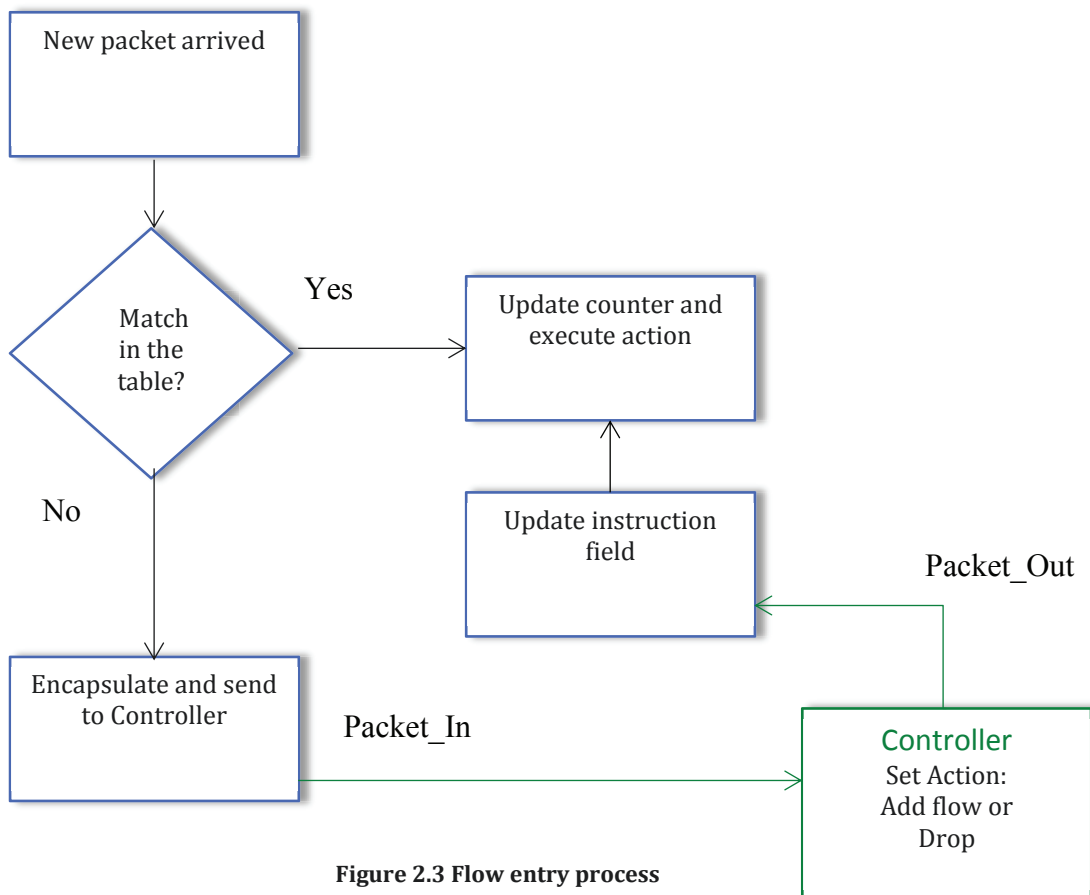 New packet arrived
Match
in the
table?
Yes
Update counter and
execute action
No
Update instruction
field
Packet_Out
Encapsulate and send
to Controller
Packet_In
Controller
Set Action:
Add flow or
Drop
Figure 2.3 Flow entry process